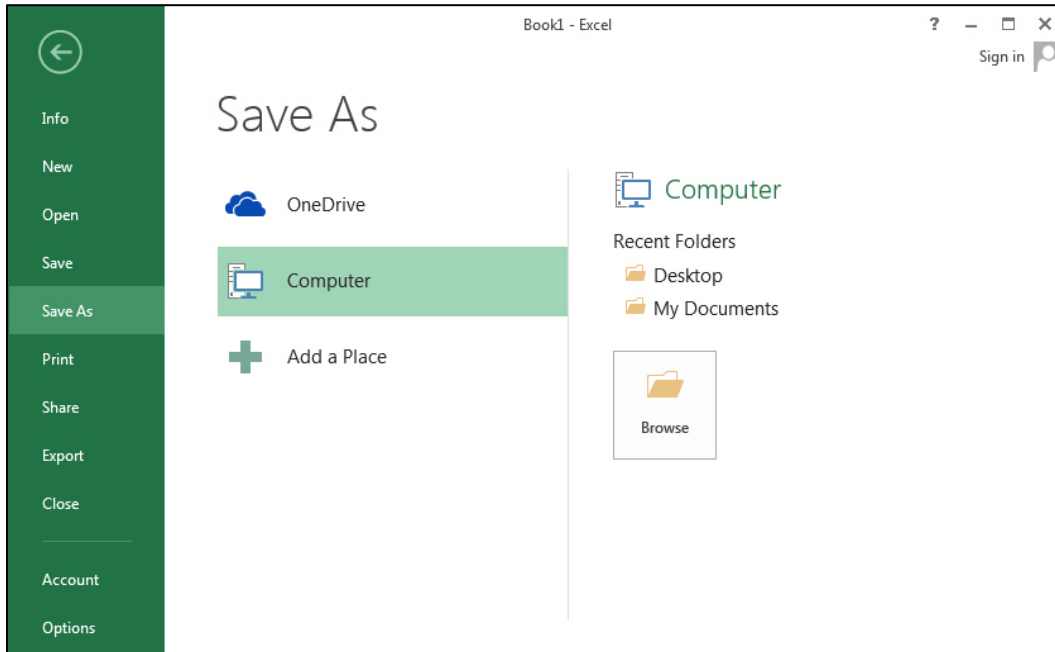 Book1 - Excel
?
Sign in
Info
New
Open
Save
Save As
Print
Share
Export
Close
Account
Options
Save As
OneDrive
Computer
Add a Place
Computer
Recent Folders
Desktop
My Documents
Browse